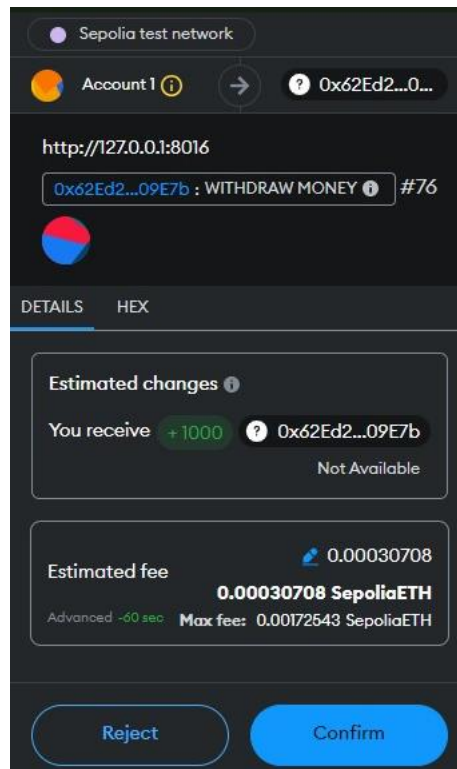 Sepolia test network
Account 1 0x62Ed2...0...
http://127.0.0.1:8016
0x62Ed2...09E7b : WITHDRAW MONEY #76
DETAILS HEX
Estimated changes
You receive +1000 ? 0x62Ed2...09E7b
Not Available
0.00030708
Estimated fee
0.00030708 SepoliaETH
Advanced -60 sec Max fee: 0.00172543 SepoliaETH
Reject Confirm